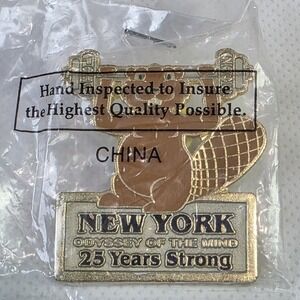 Hand Inspected to Insure
the Highest Quality Possible.
CHINA
NEW YORK
ODYSSEY OF THE MIND
25 Years Strong